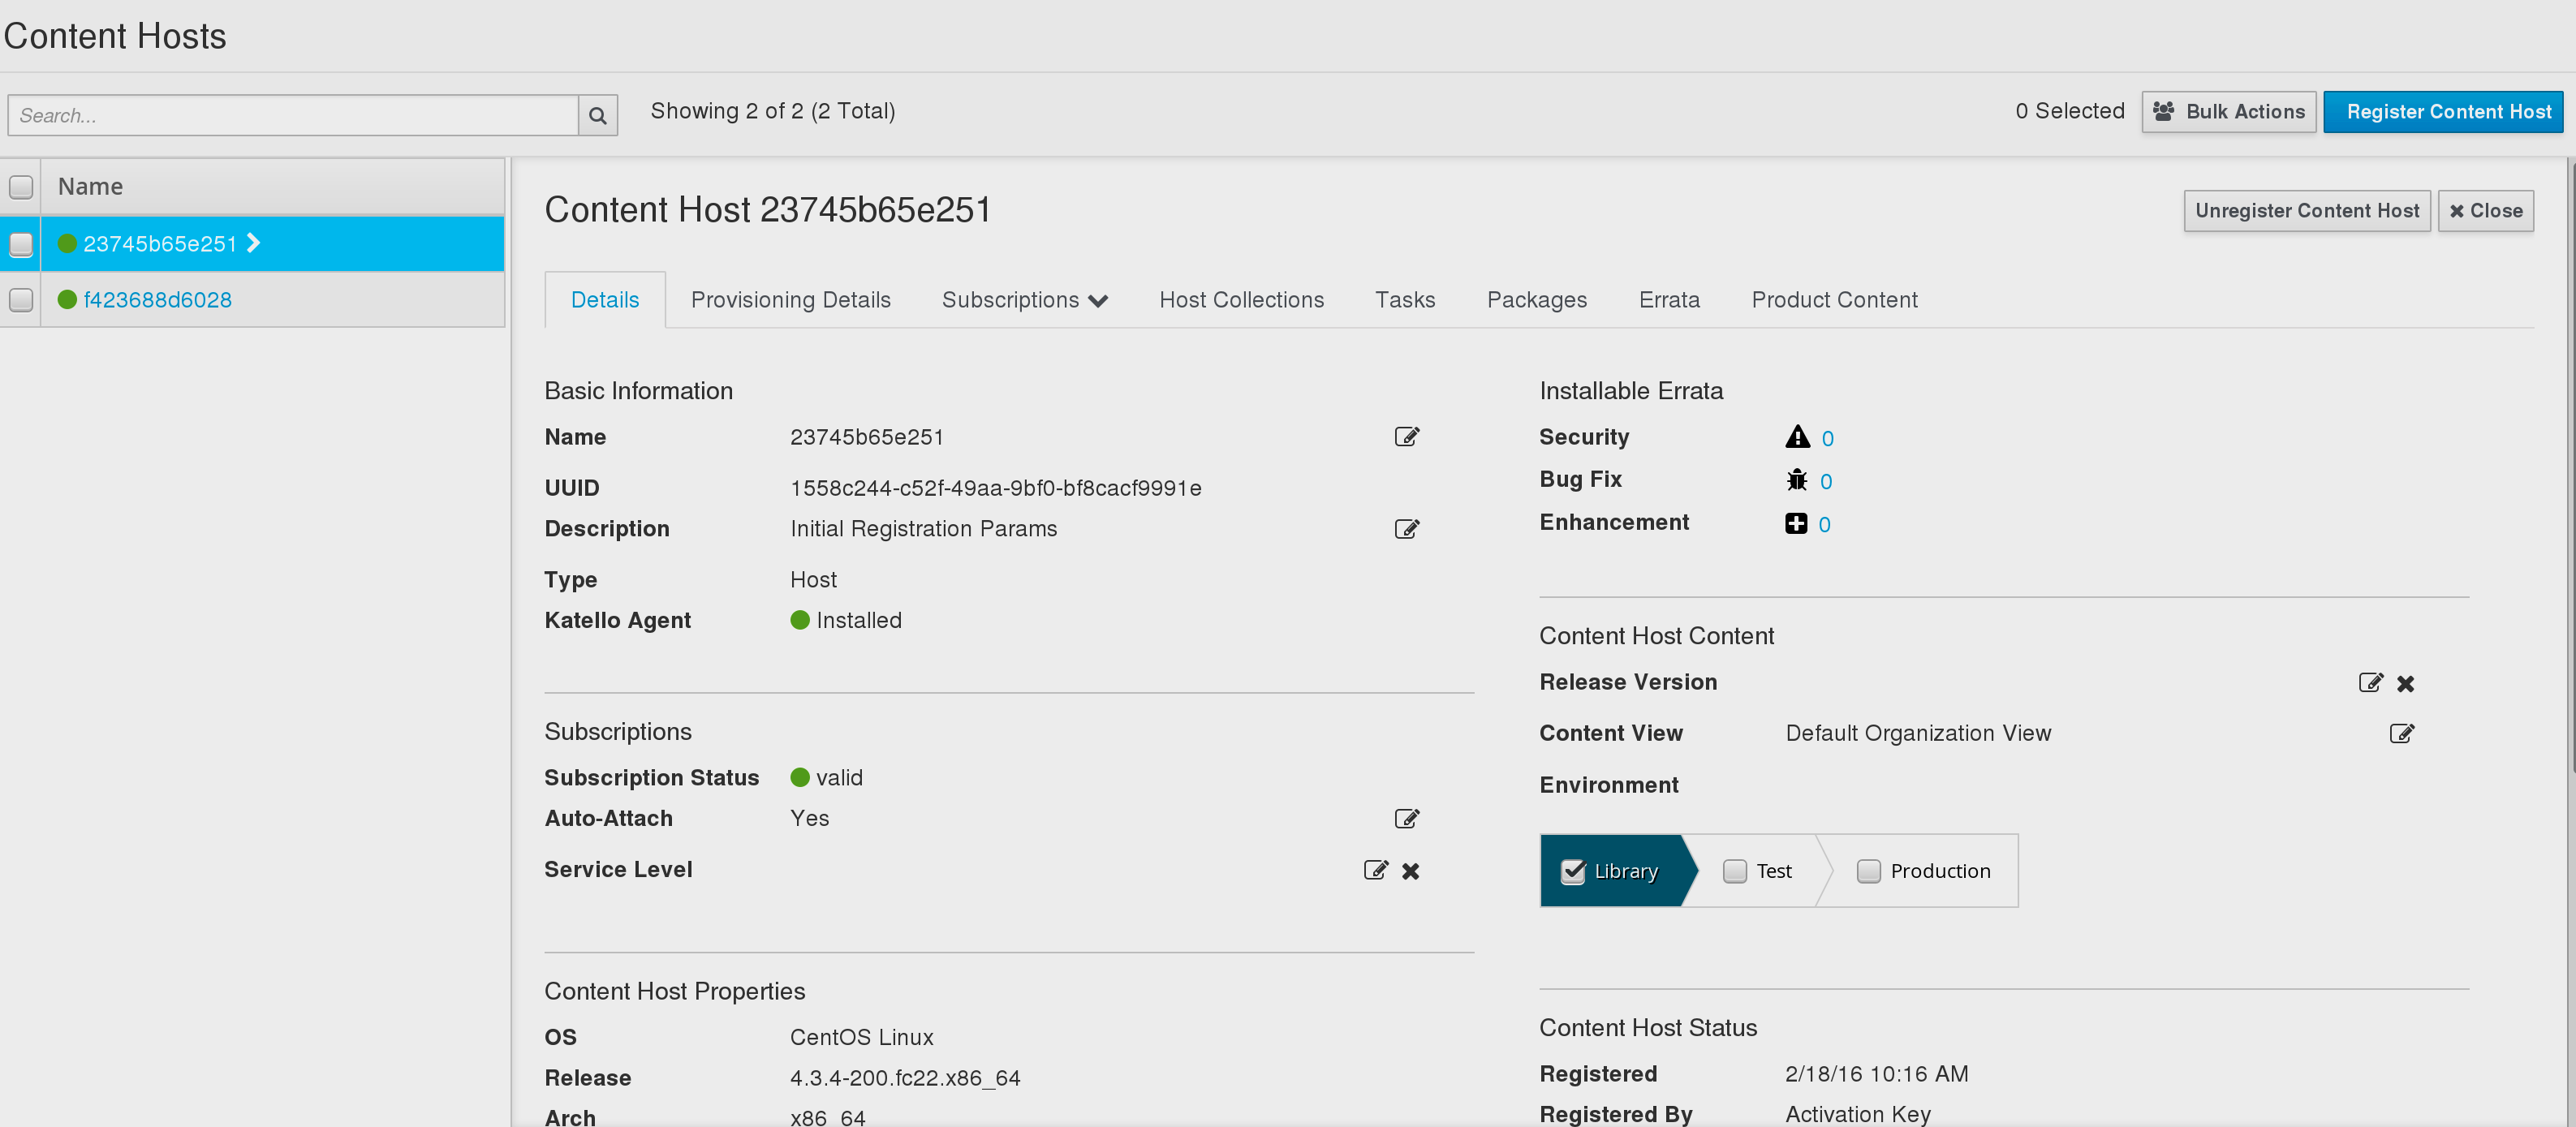 Content Hosts
Search...
Showing 2 of 2 (2 Total)
0 Selected
Bulk Actions
Register Content Host
Name
23745b65e251
f423688d6028
Content Host 23745b65e251
Unregister Content Host
Close
Details
Provisioning Details
Subscriptions
Host Collections
Tasks
Packages
Errata
Product Content
Basic Information
Name 23745b65e251
UUID 1558c244-c52f-49aa-9bf0-bf8cacf9991e
Description Initial Registration Params
Type Host
Katello Agent Installed
Subscriptions
Subscription Status valid
Auto-Attach Yes
Service Level
Content Host Properties
OS CentOS Linux
Release 4.3.4-200.fc22.x86_64
Arch x86_64
Installable Errata
Security 0
Bug Fix 0
Enhancement 0
Content Host Content
Release Version
Content View Default Organization View
Environment
Library
Test
Production
Content Host Status
Registered 2/18/16 10:16 AM
Registered By Activation Key